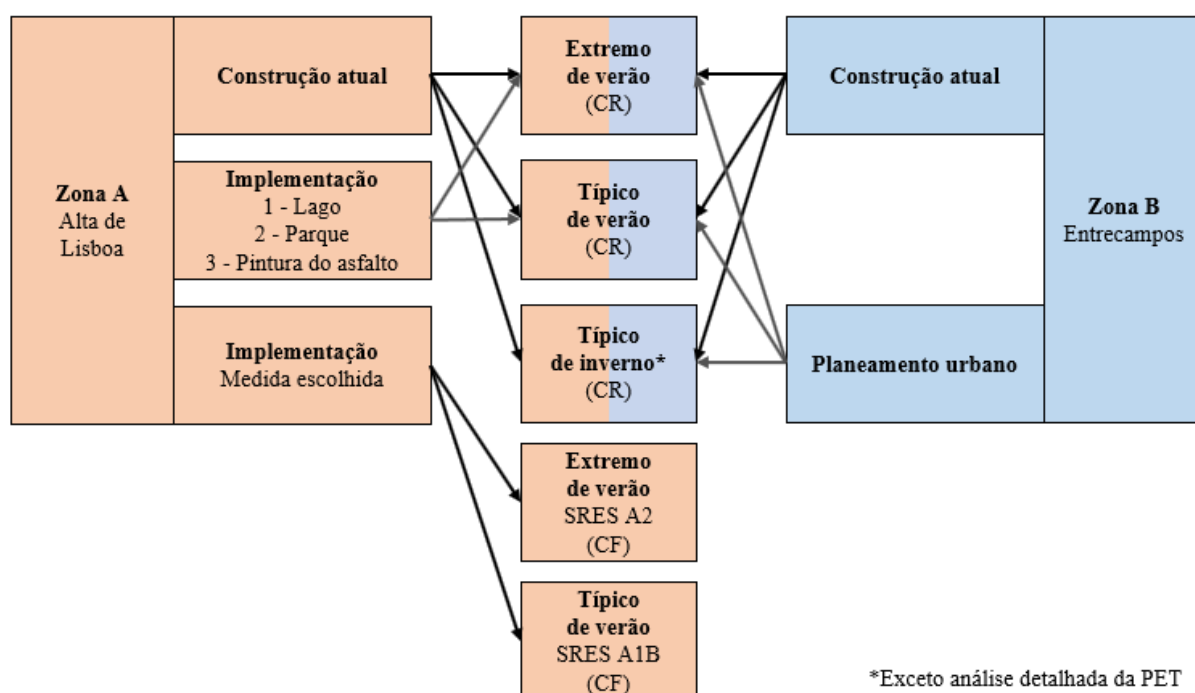 Zona A
Alta de
Lisboa
Construção atual
Implementação
1 - Lago
2 - Parque
3 - Pintura do asfalto
Implementação
Medida escolhida
Extremo
de verão
(CR)
Típico
de verão
(CR)
Típico
de inverno*
(CR)
Extremo
de verão
SRES A2
(CF)
Típico
de verão
SRES A1B
(CF)
Construção atual
Planeamento urbano
Zona B
Entrecampos
*Exceto análise detalhada da PET